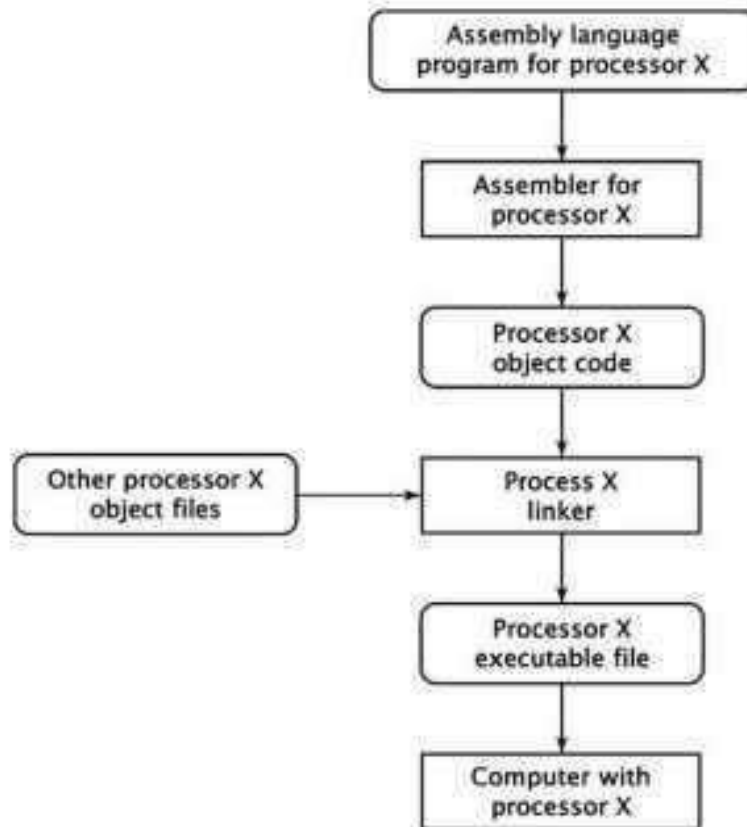 Assembly language
program for processor X
Assembler for
processor X
Processor X
object code
Other processor X
object files
Process X
linker
Processor X
executable file
Computer with
processor X